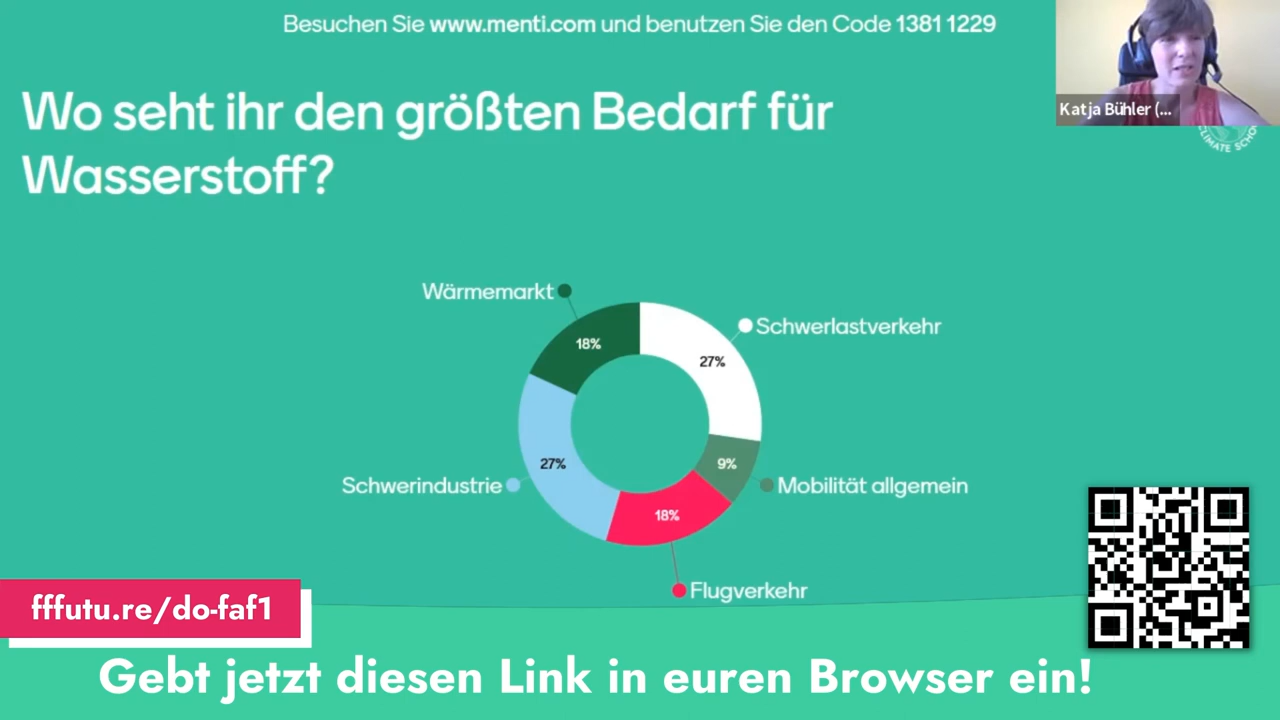 Besuchen Sie www.menti.com und benutzen Sie den Code 1381 1229
Katja Bühler (...
CLIMATE SCHO
Wo seht ihr den größten Bedarf für
Wasserstoff?
Wärmemarkt
18%
Schwerlastverkehr
27%
27%
Schwerindustrie
9%
Mobilität allgemein
18%
Flugverkehr
fffutu.re/do-faf1
Gebt jetzt diesen Link in euren Browser ein!